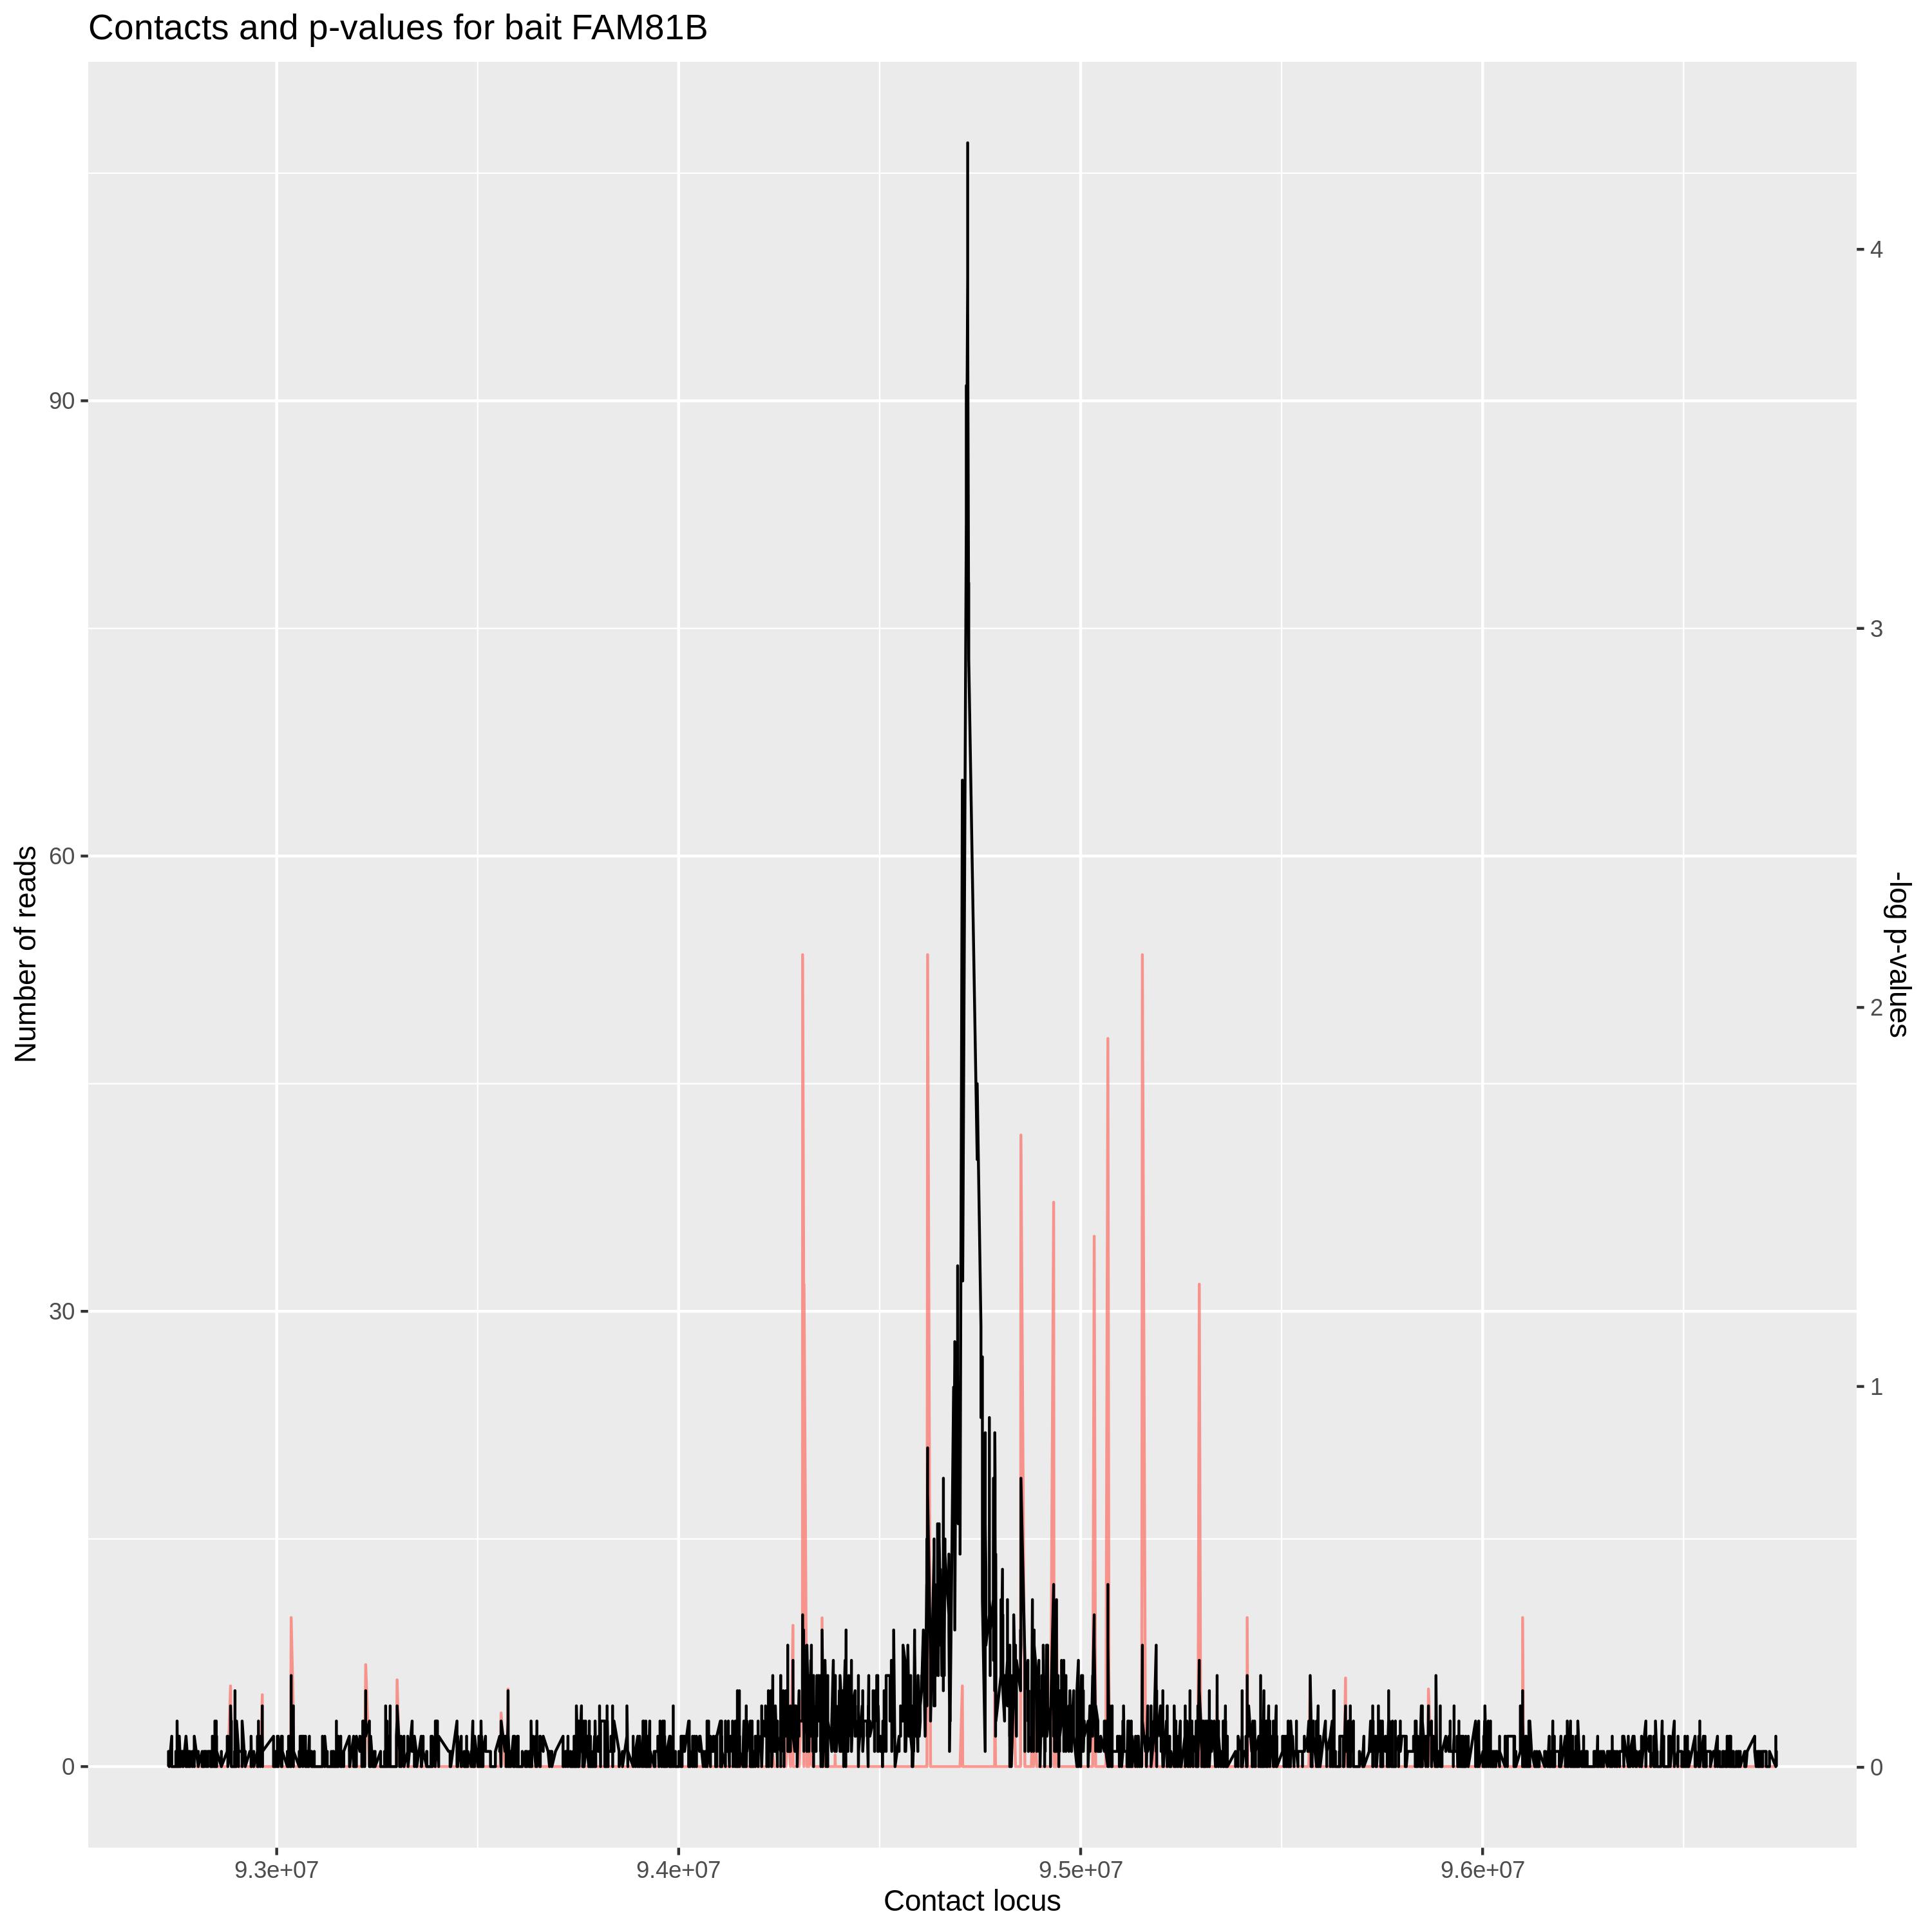 Contacts and p-values for bait FAM81B
Number of reads
90
60
30
0
4
3
2
1
0
-log p-values
9.3e+07
9.4e+07
9.5e+07
9.6e+07
Contact locus